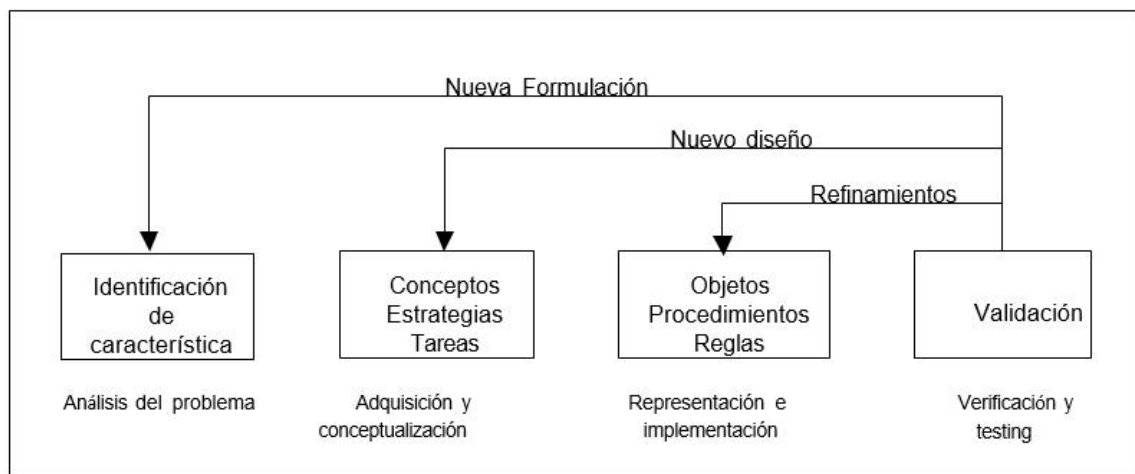 Nueva Formulación
Nuevo diseño
Refinamientos
Identificación
de
característica
Conceptos
Estrategias
Tareas
Objetos
Procedimientos
Reglas
Validación
Análisis del problema
Adquisición y
conceptualización
Representación e
implementación
Verificación y
testing